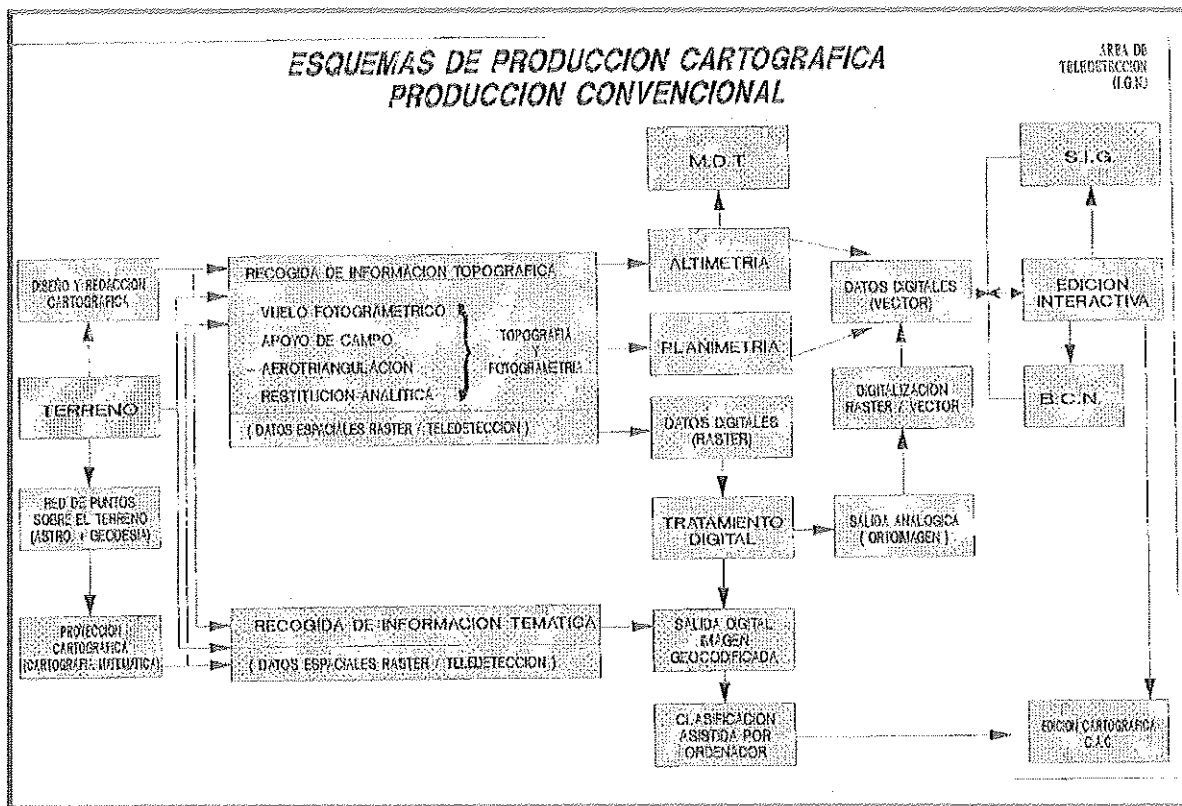 ESQUEMAS DE PRODUCCION CARTOGRAFICA
PRODUCCION CONVENCIONAL
AREA DE
TELEDETECCION
(I.G.N.)
M.D.T.
S.I.G.
DISEÑO Y REDACCION
CARTOGRAFICA
RECOGIDA DE INFORMACION TOPOGRAFICA
- VUELO FOTOGRAMETRICO
- APOYO DE CAMPO
- AEROTRIANGULACION
- RESTITUCION ANALITICA
TOPOGRAFIA
Y
FOTOGRAMETRIA
( DATOS ESPACIALES RASTER / TELEDETECCION )
ALTIMETRIA
PLANIMETRIA
DATOS DIGITALES
(RASTER)
DATOS DIGITALES
(VECTOR)
EDICION
INTERACTIVA
DIGITALIZACION
RASTER / VECTOR
B.C.N.
TERRENO
RED DE PUNTOS
SOBRE EL TERRENO
(ASTRO. + GEODESIA)
TRATAMIENTO
DIGITAL
SALIDA ANALOGICA
( ORTOIMAGEN )
PROYECCION
CARTOGRAFICA
(CARTOGRAFIA MATEMATICA)
RECOGIDA DE INFORMACION TEMATICA
( DATOS ESPACIALES RASTER / TELEDETECCION )
SALIDA DIGITAL
IMAGEN
GEOCODIFICADA
CLASIFICACION
ASISTIDA POR
ORDENADOR
EDICION CARTOGRAFICA
C.A.C.